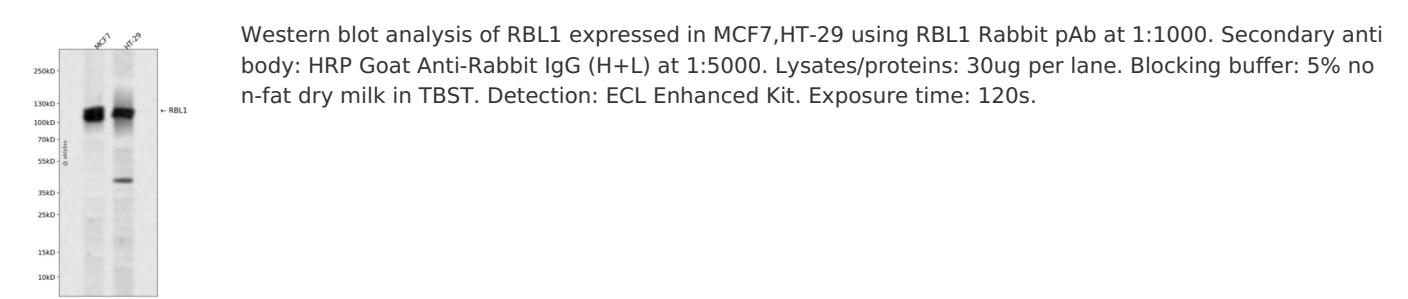 MCF7
HT-29
250kD
130kD
← RBL1
100kD
70kD
55kD
35kD
25kD
15kD
10kD
Western blot analysis of RBL1 expressed in MCF7,HT-29 using RBL1 Rabbit pAb at 1:1000. Secondary anti
body: HRP Goat Anti-Rabbit IgG (H+L) at 1:5000. Lysates/proteins: 30ug per lane. Blocking buffer: 5% no
n-fat dry milk in TBST. Detection: ECL Enhanced Kit. Exposure time: 120s.